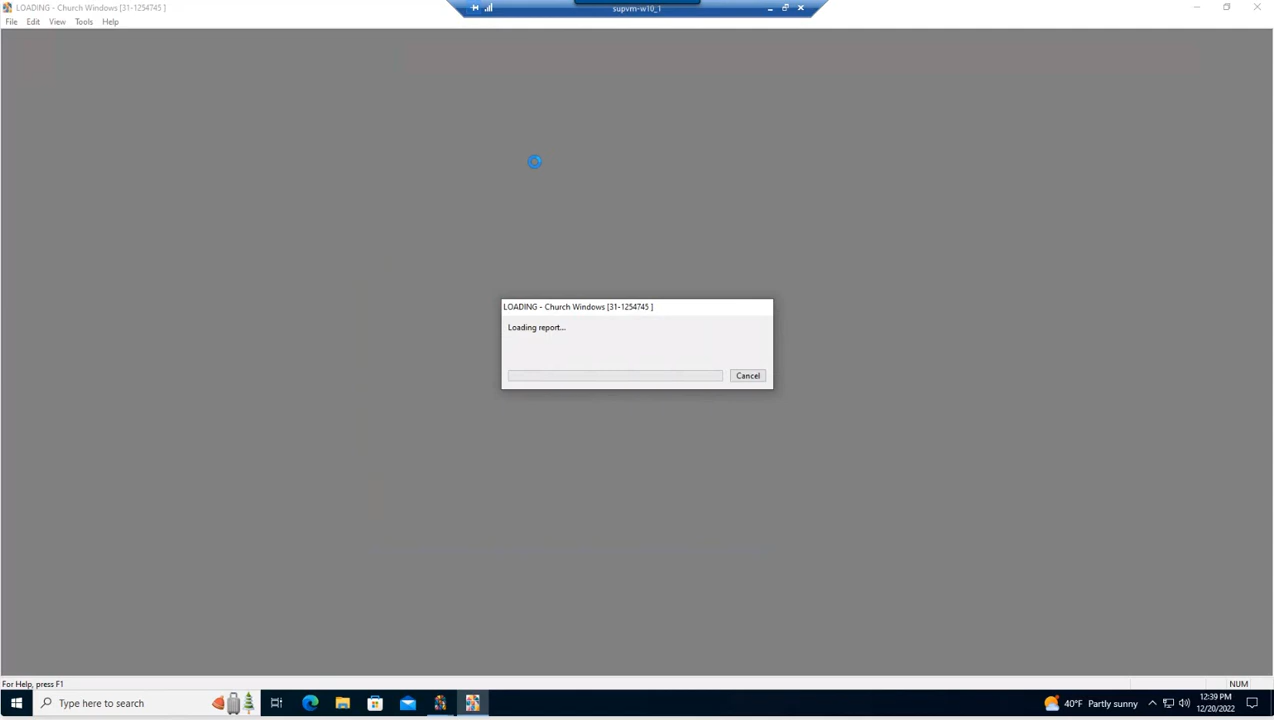 LOADING - Church Windows [31-1254745 ]
supvm-w10_1
File Edit View Tools Help
LOADING - Church Windows [31-1254745 ]
Loading report...
Cancel
For Help, press F1
NUM
Type here to search
40°F Partly sunny
12:39 PM
12/20/2022